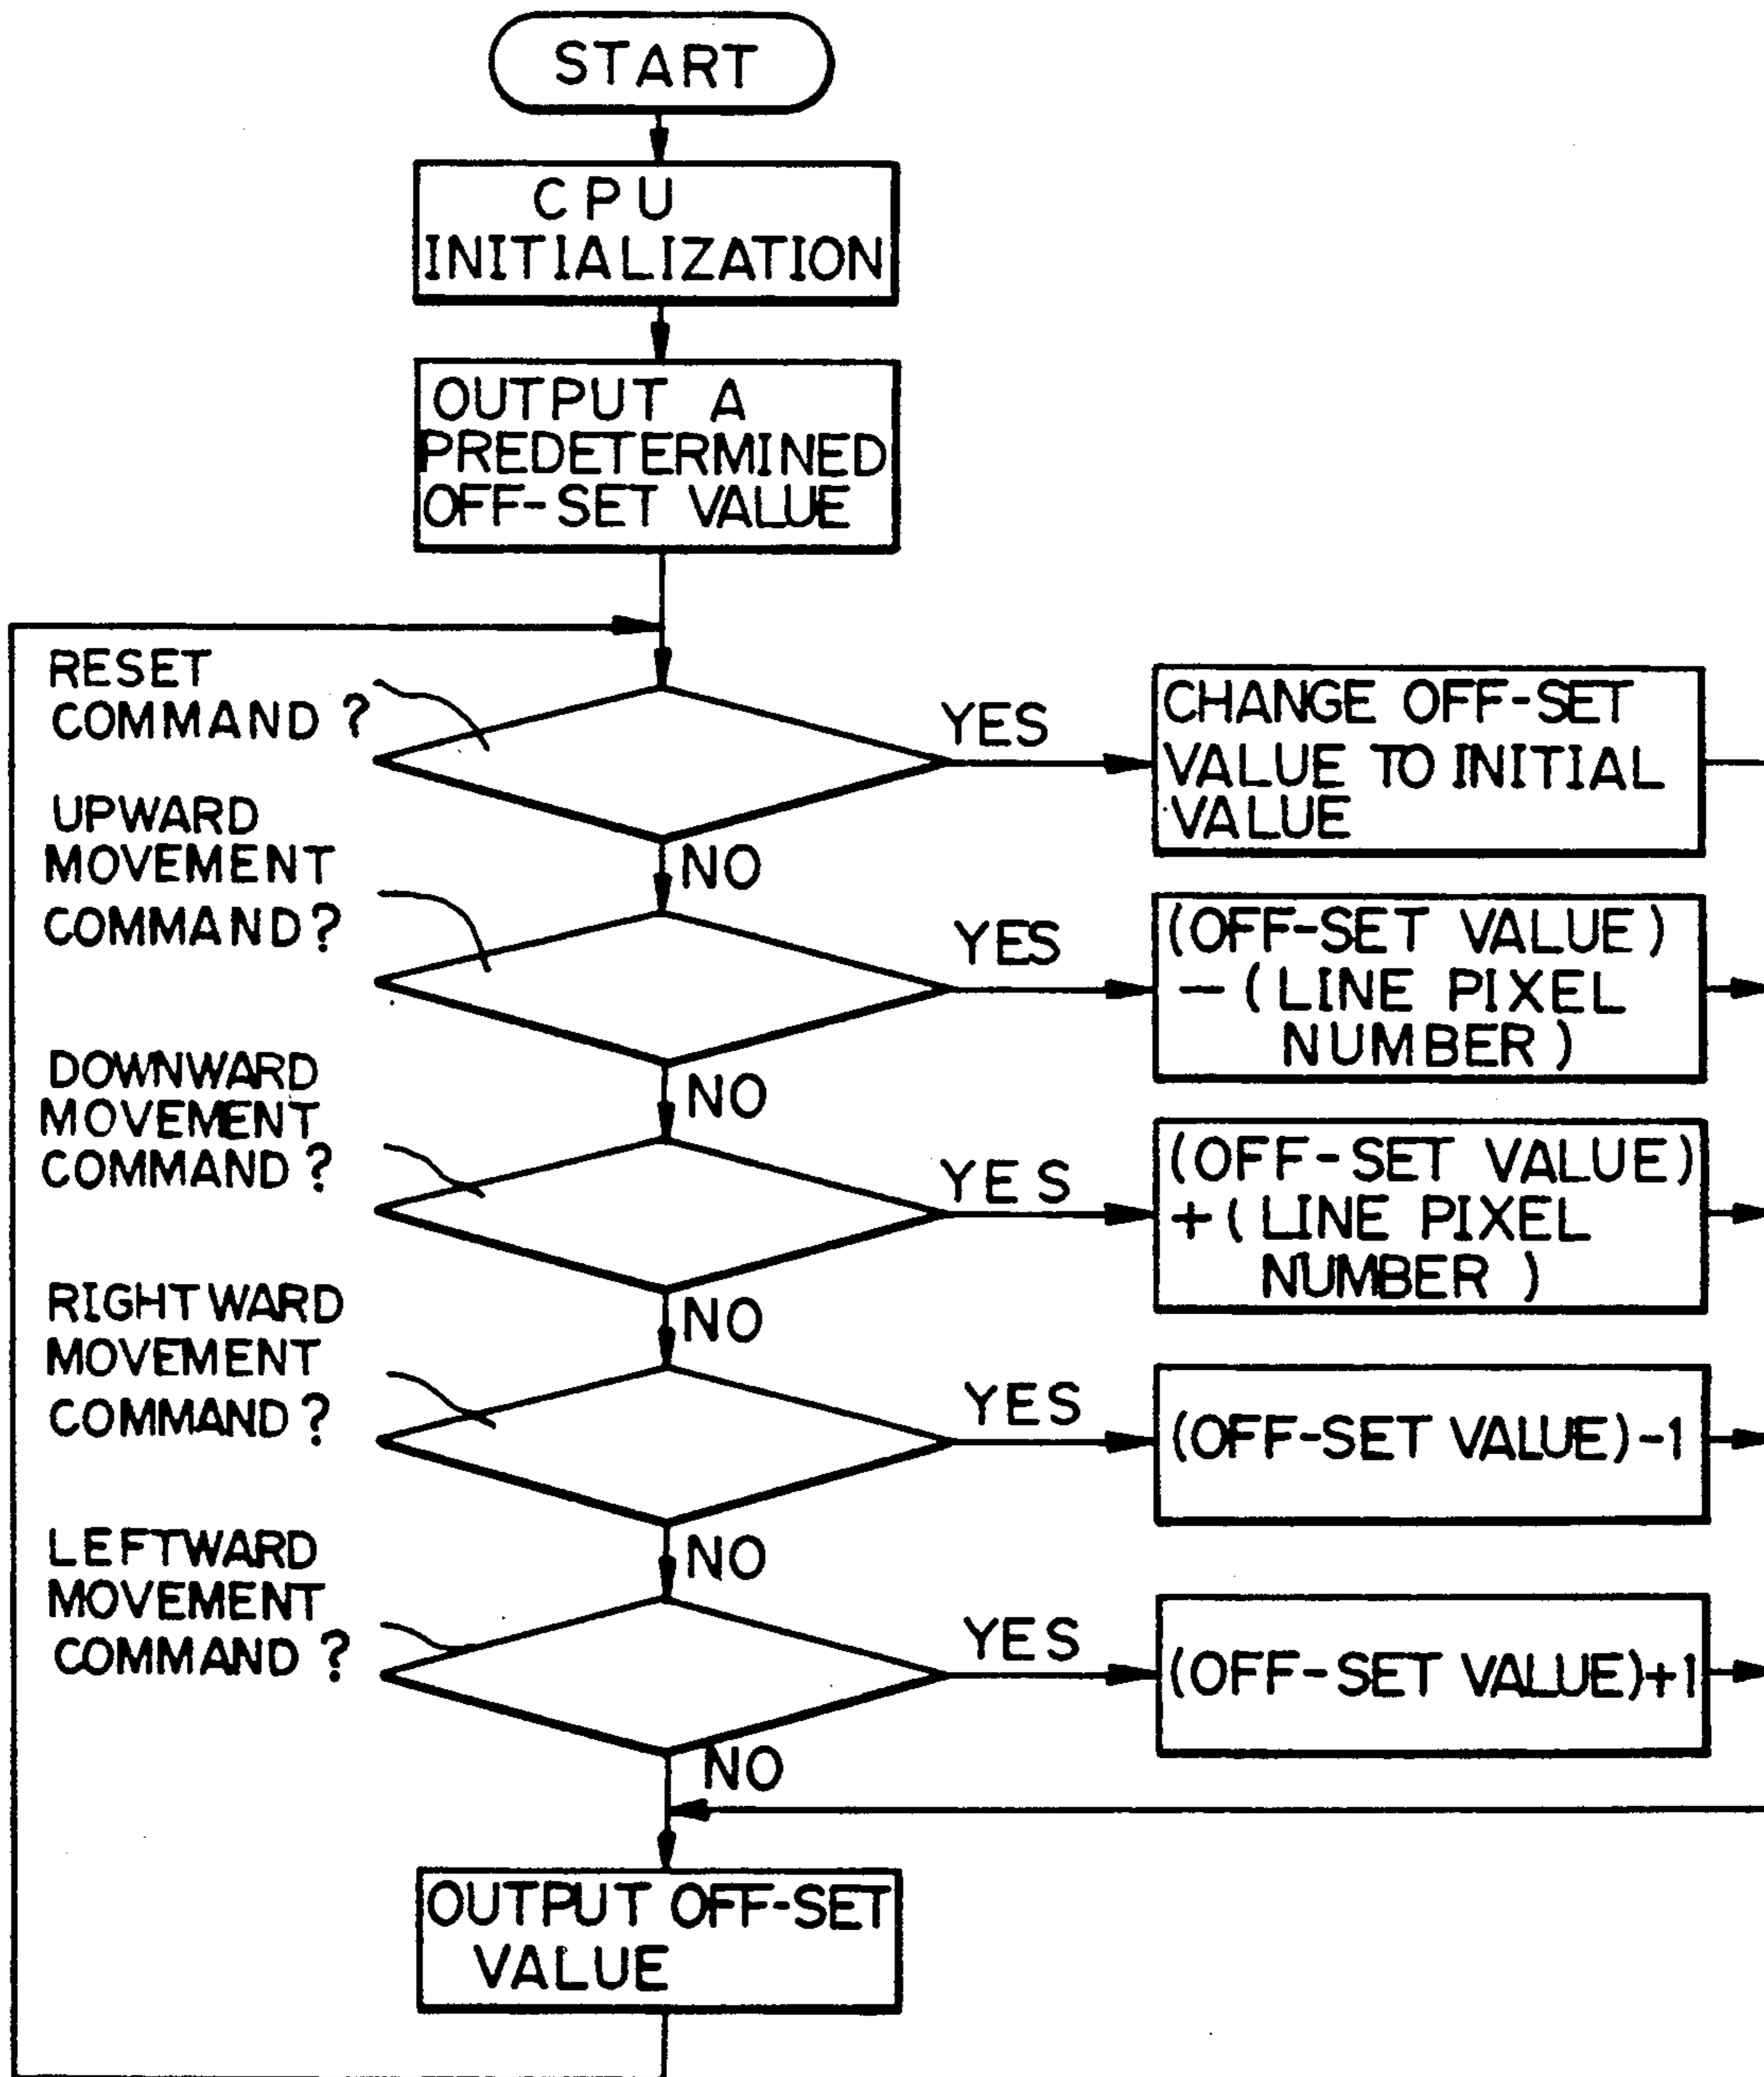 START
CPU
INITIALIZATION
OUTPUT A
PREDETERMINED
OFF-SET VALUE
RESET
COMMAND ?
YES
CHANGE OFF-SET
VALUE TO INITIAL
VALUE
NO
UPWARD
MOVEMENT
COMMAND?
YES
(OFF-SET VALUE)
- (LINE PIXEL
NUMBER)
NO
DOWNWARD
MOVEMENT
COMMAND ?
YES
(OFF-SET VALUE)
+(LINE PIXEL
NUMBER )
NO
RIGHTWARD
MOVEMENT
COMMAND ?
YES
(OFF-SET VALUE)-1
NO
LEFTWARD
MOVEMENT
COMMAND ?
YES
(OFF-SET VALUE)+1
NO
OUTPUT OFF-SET
VALUE